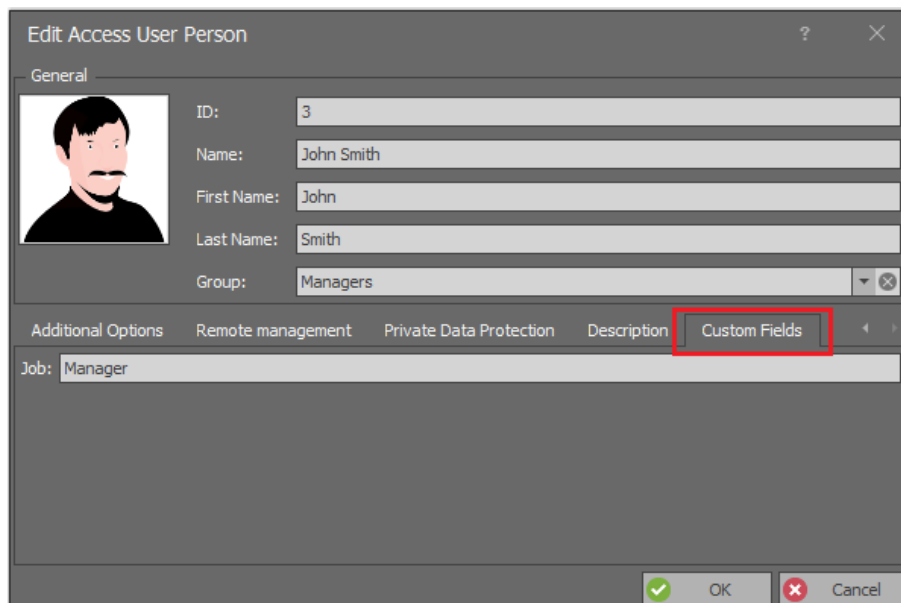 Edit Access User Person ?
General
ID: 3
Name: John Smith
First Name: John
Last Name: Smith
Group: Managers
Additional Options Remote management Private Data Protection Description Custom Fields
Job: Manager
OK Cancel